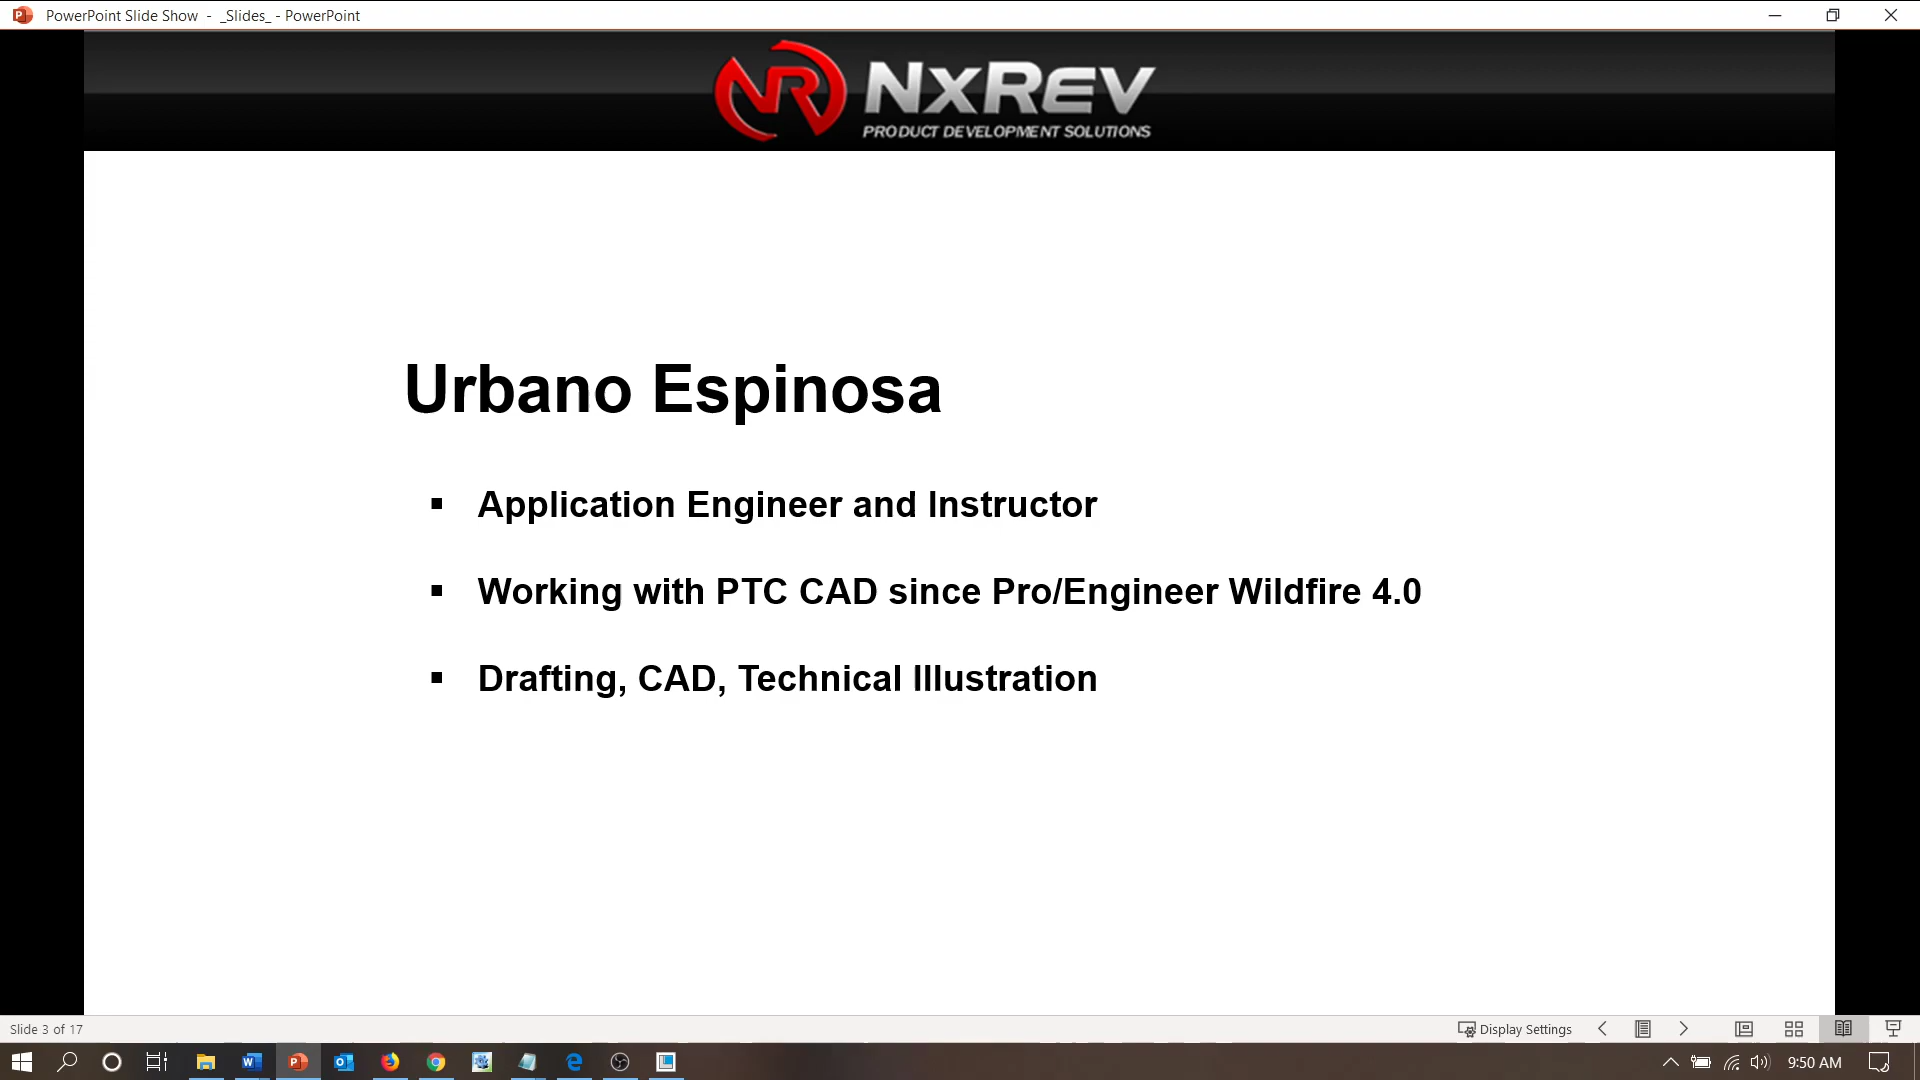 PowerPoint Slide Show - _Slides_ - PowerPoint
NxRev
PRODUCT DEVELOPMENT SOLUTIONS
Urbano Espinosa
▪ Application Engineer and Instructor
▪ Working with PTC CAD since Pro/Engineer Wildfire 4.0
▪ Drafting, CAD, Technical Illustration
Slide 3 of 17
Display Settings
9:50 AM